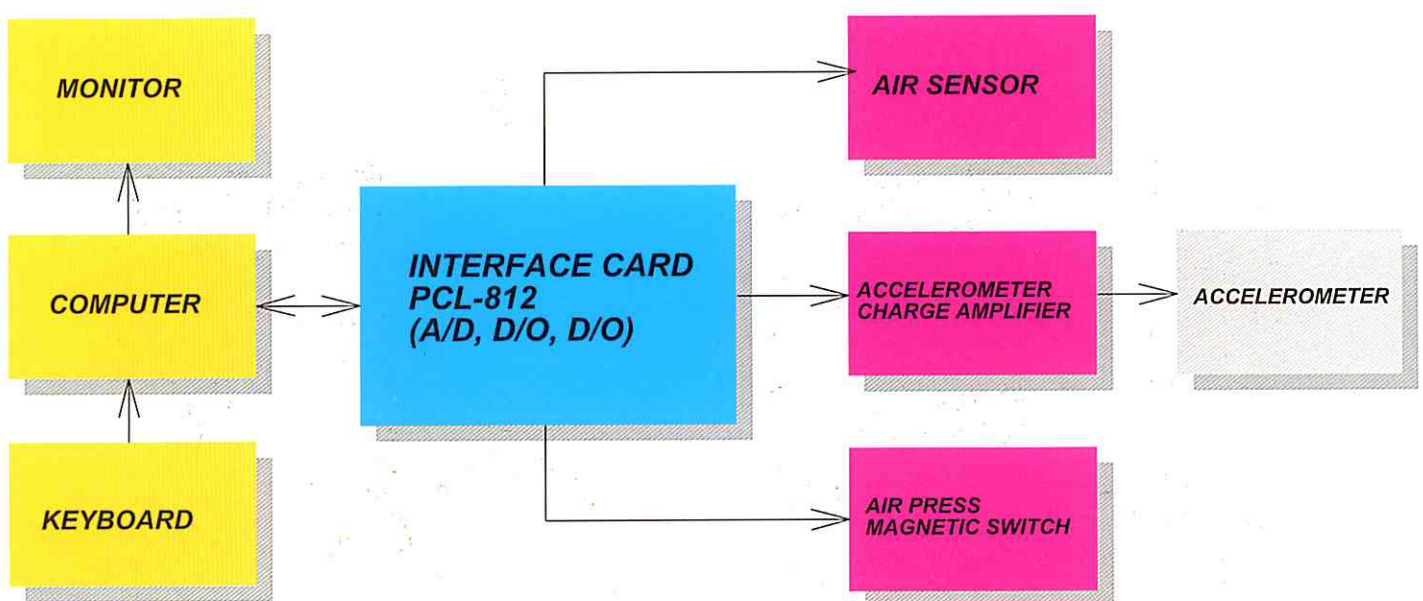 MONITOR
AIR SENSOR
COMPUTER
INTERFACE CARD
PCL-812
(A/D, D/O, D/O)
ACCELEROMETER
CHARGE AMPLIFIER
ACCELEROMETER
KEYBOARD
AIR PRESS
MAGNETIC SWITCH